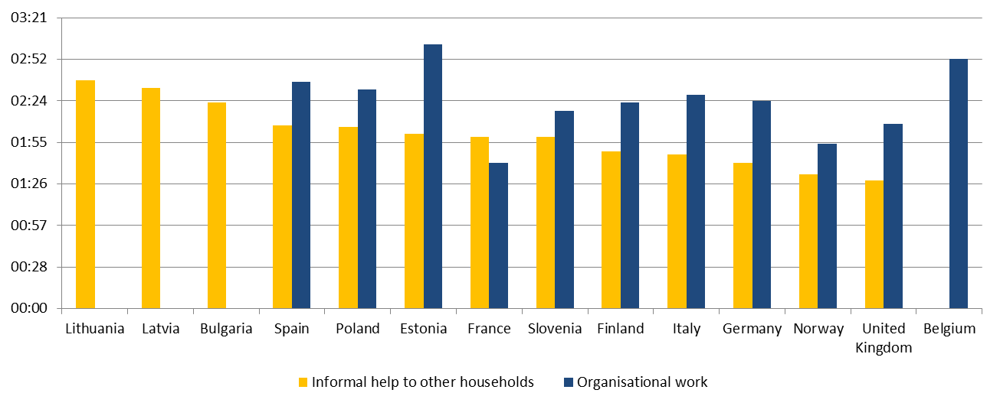 03:21
02:52
02:24
01:55
01:26
00:57
00:28
00:00
Lithuania Latvia Bulgaria Spain Poland Estonia France Slovenia Finland Italy Germany Norway United Belgium
Kingdom
Informal help to other households Organisational work